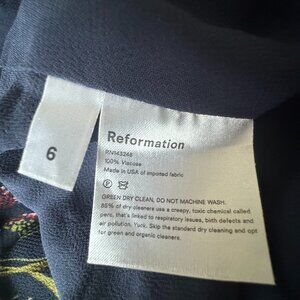 6
Reformation
RN143246
100% Viscose
Made in USA of imported fabric
GREEN DRY CLEAN, DO NOT MACHINE WASH.
85% of dry cleaners use a creepy, toxic chemical called
perc, that's linked to respiratory issues, birth defects and
air pollution. Yuck. Skip the standard dry cleaning and opt
for green and organic cleaners.